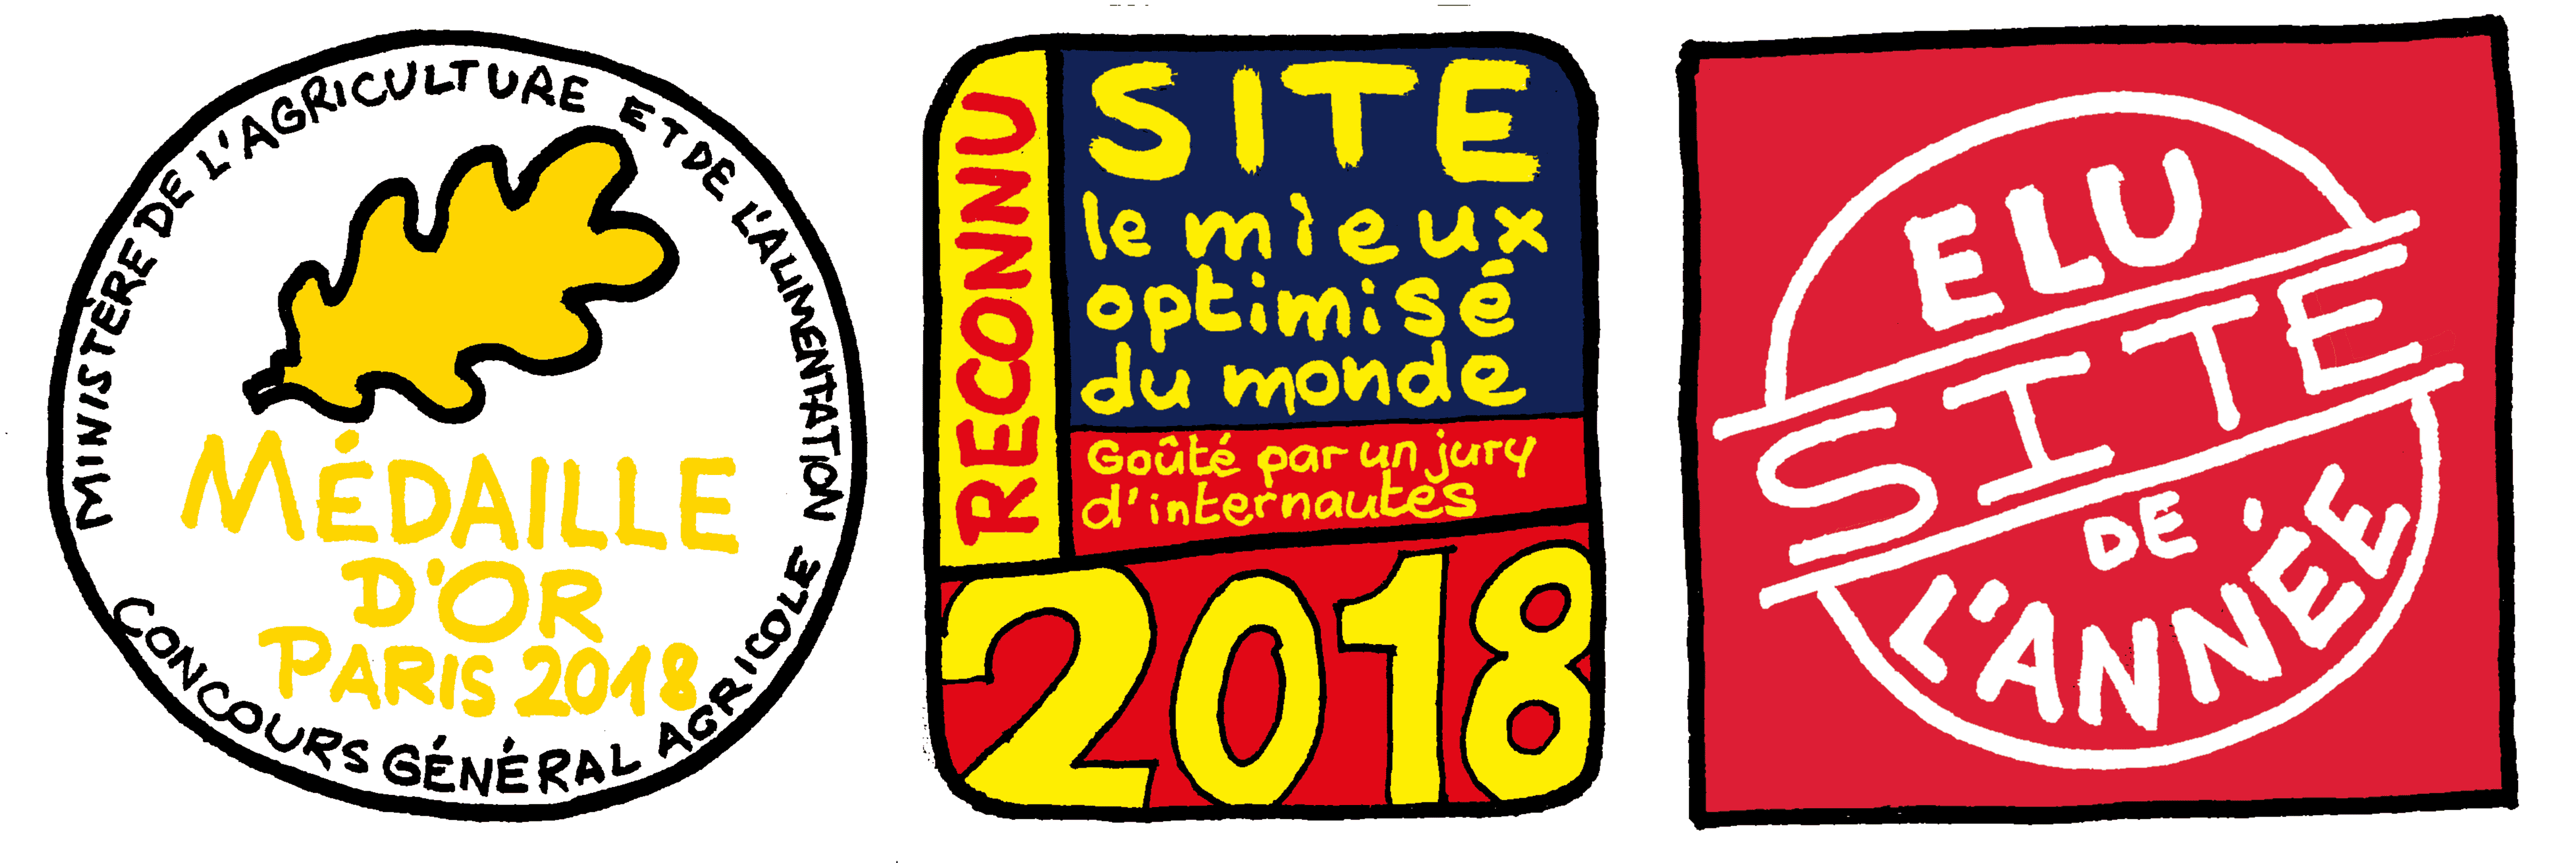 MINISTÈRE DE L'AGRICULTURE ET DE L'ALIMENTATION
MÉDAILLE
D'OR
PARIS 2018
CONCOURS GÉNÉRAL AGRICOLE
RECONNU
SITE
le mieux
optimisé
du monde
Goûté par un jury
d'internautes
2018
ELU
SITE
DE
L'ANNÉE